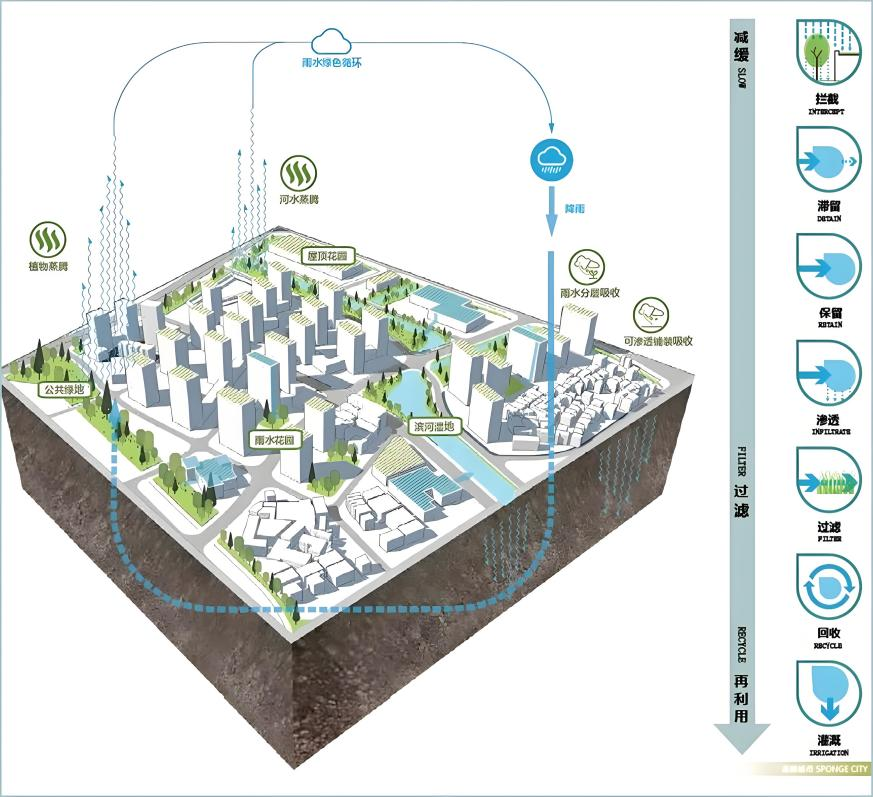 雨水绿色循环
河水蒸腾
植物蒸腾
降雨
屋顶花园
雨水分层吸收
可渗透铺装吸收
公共绿地
雨水花园
滨河湿地
减缓 SLOW
FILTER 过滤
RECYCLE 再利用
拦截
INTERCEPT
滞留
DETAIN
保留
RETAIN
渗透
INFILTRATE
过滤
FILTER
回收
RECYCLE
灌溉
IRRIGATION
SPONGE CITY